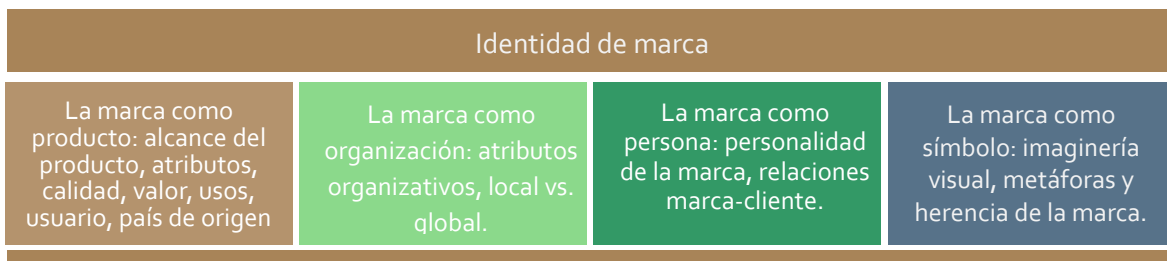 Identidad de marca
La marca como
producto: alcance del
producto, atributos,
calidad, valor, usos,
usuario, país de origen
La marca como
organización: atributos
organizativos, local vs.
global.
La marca como
persona: personalidad
de la marca, relaciones
marca-cliente.
La marca como
símbolo: imaginería
visual, metáforas y
herencia de la marca.